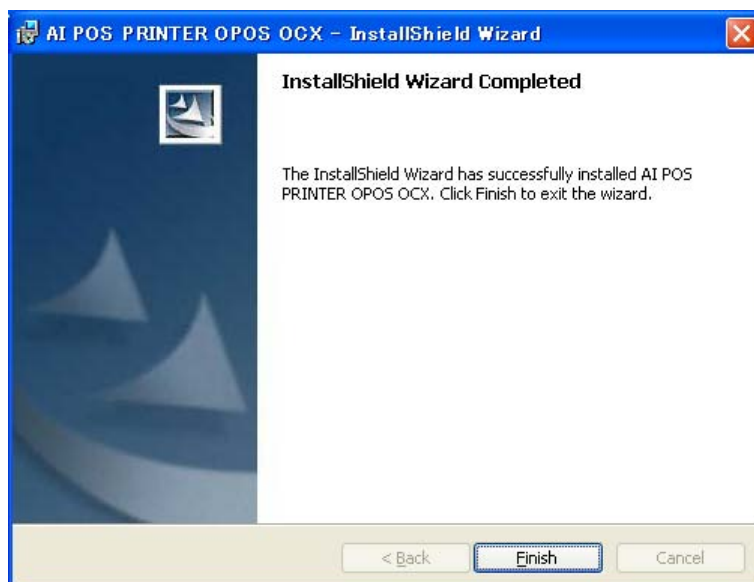 AI POS PRINTER OPOS OCX - InstallShield Wizard
InstallShield Wizard Completed
The InstallShield Wizard has successfully installed AI POS
PRINTER OPOS OCX. Click Finish to exit the wizard.
< Back
Finish
Cancel